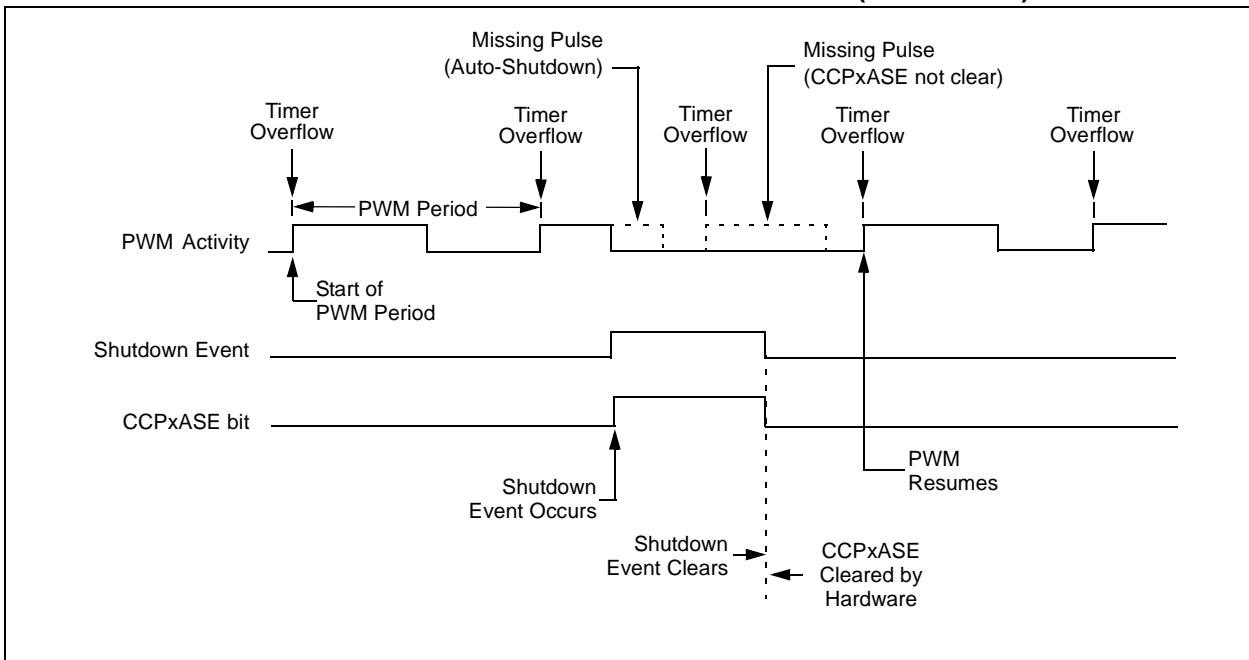 Missing Pulse
(Auto-Shutdown)
Missing Pulse
(CCPxASE not clear)
Timer
Overflow
Timer
Overflow
Timer
Overflow
Timer
Overflow
Timer
Overflow
PWM Period
PWM Activity
Start of
PWM Period
Shutdown Event
CCPxASE bit
Shutdown
Event Occurs
PWM
Resumes
Shutdown
Event Clears
CCPxASE
Cleared by
Hardware